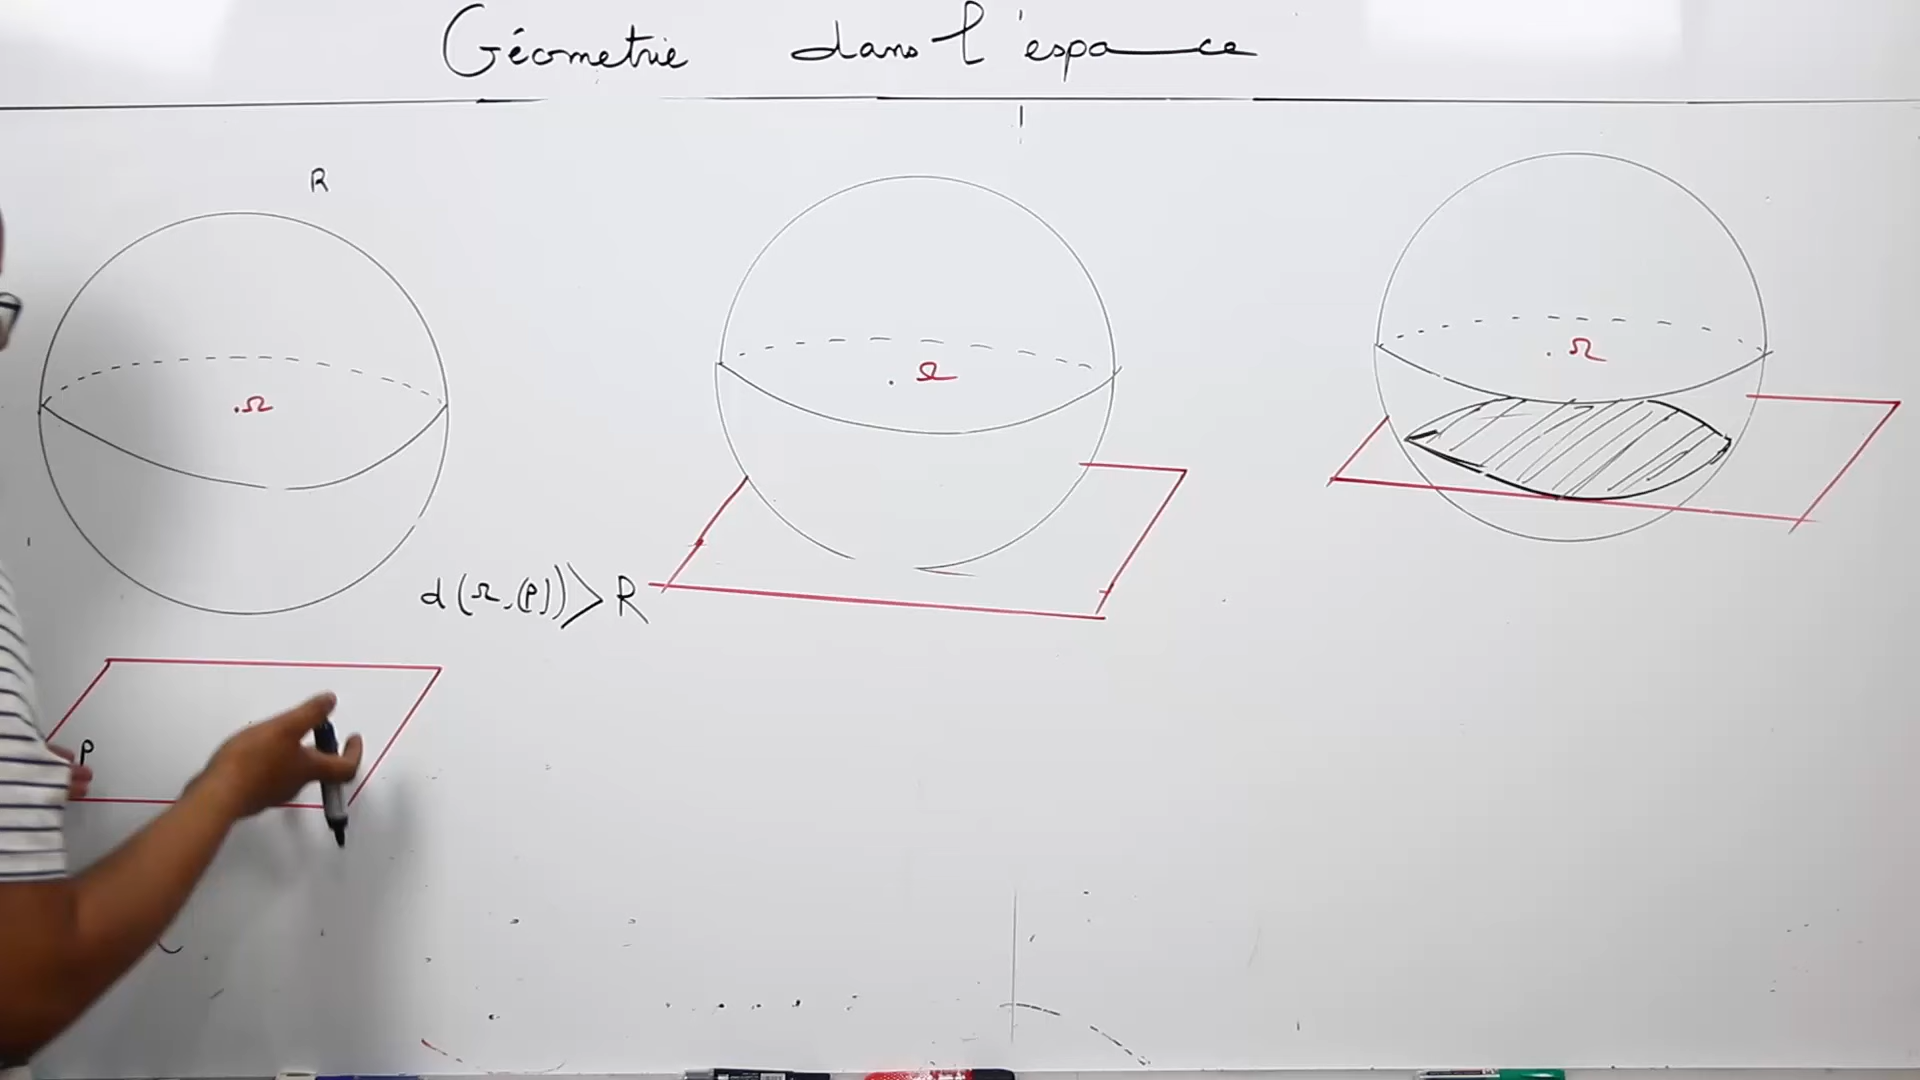 Géometrie dans l'espace
R
.Ω
.Ω
.Ω
d(Ω,(P))>R
P